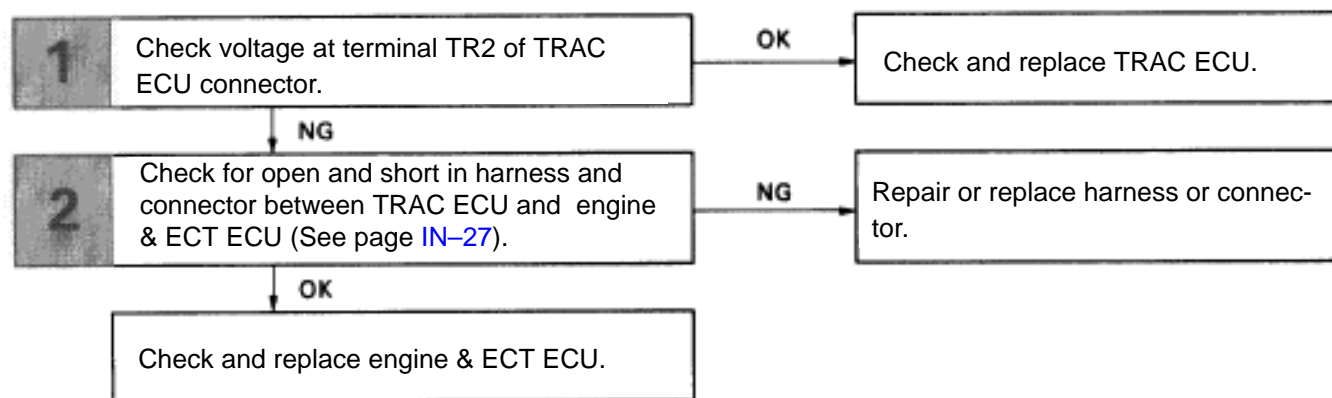 1
Check voltage at terminal TR2 of TRAC
ECU connector.
OK
Check and replace TRAC ECU.
NG
2
Check for open and short in harness and
connector between TRAC ECU and engine
& ECT ECU (See page IN–27).
NG
Repair or replace harness or connec-
tor.
OK
Check and replace engine & ECT ECU.